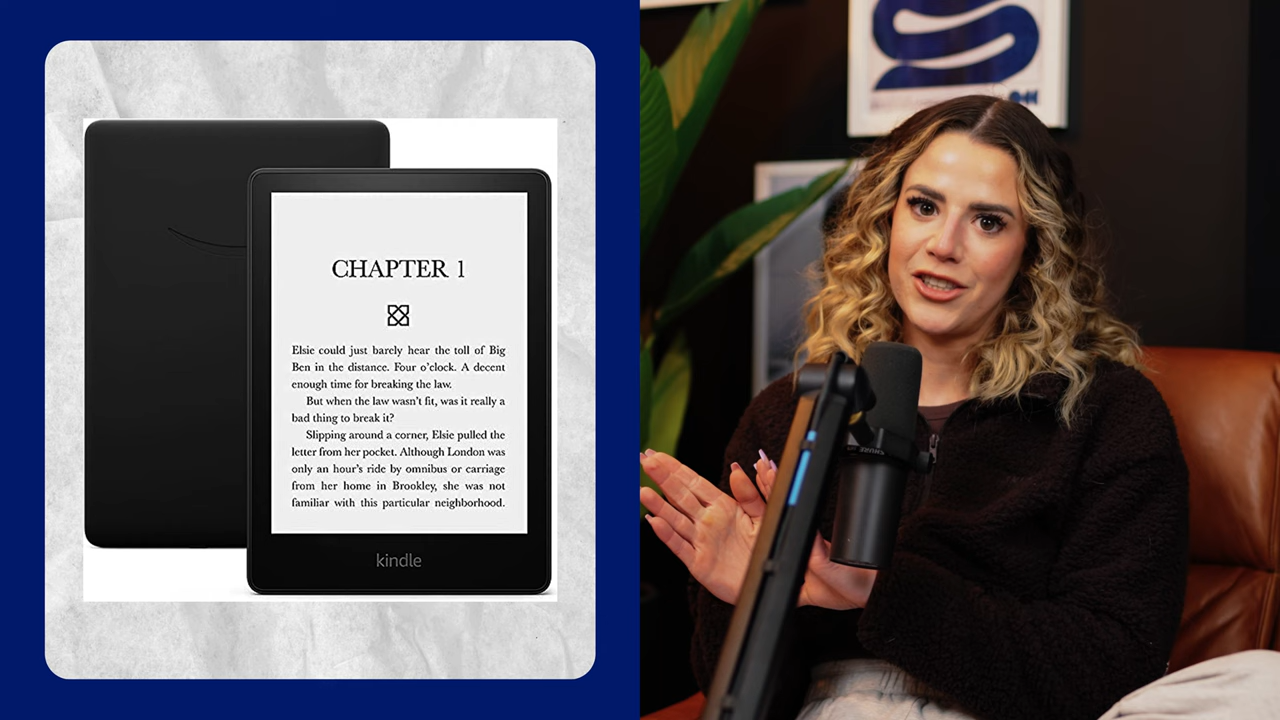 CHAPTER 1
Elsie could just barely hear the toll of Big
Ben in the distance. Four o'clock. A decent
enough time for breaking the law.
But when the law wasn't fit, was it really a
bad thing to break it?
Slipping around a corner, Elsie pulled the
letter from her pocket. Although London was
only an hour's ride by omnibus or carriage
from her home in Brookley, she was not
familiar with this particular neighborhood.
kindle
SHURE